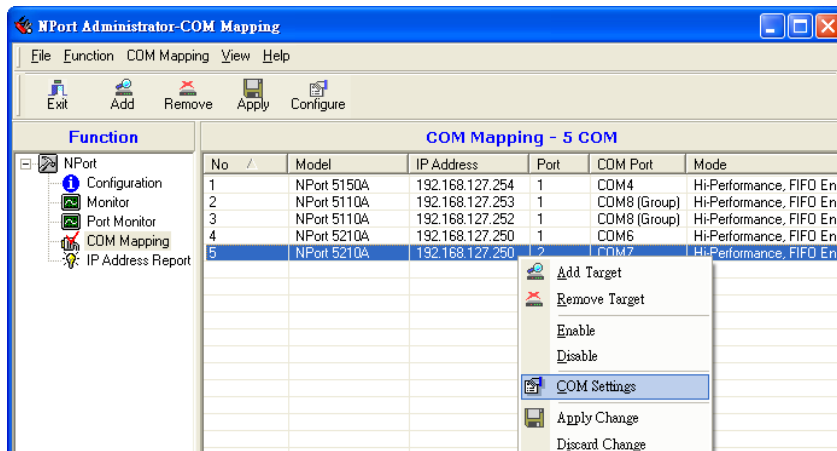 NPort Administrator-COM Mapping
File Function COM Mapping View Help
Exit Add Remove Apply Configure
Function
COM Mapping - 5 COM
NPort
Configuration
Monitor
Port Monitor
COM Mapping
IP Address Report
No Model IP Address Port COM Port Mode
1 NPort 5150A 192.168.127.254 1 COM4 Hi-Performance, FIFO En
2 NPort 5110A 192.168.127.253 1 COM8 (Group) Hi-Performance, FIFO En
3 NPort 5110A 192.168.127.252 1 COM8 (Group) Hi-Performance, FIFO En
4 NPort 5210A 192.168.127.250 1 COM6 Hi-Performance, FIFO En
5 NPort 5210A 192.168.127.250 2 COM7 Hi-Performance, FIFO En
Add Target
Remove Target
Enable
Disable
COM Settings
Apply Change
Discard Change